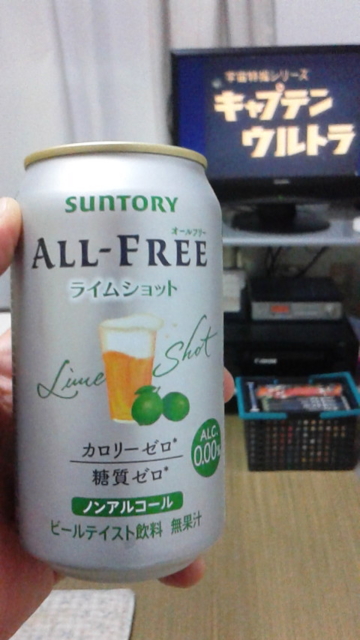 宇宙特撮シリーズ
キャプテン
ウルトラ
SUNTORY
オールフリー
ALL-FREE
ライムショット
Lime Shot
ALC.
0.00%
カロリーゼロ*
糖質ゼロ*
ノンアルコール
ビールテイスト飲料 無果汁
Canon